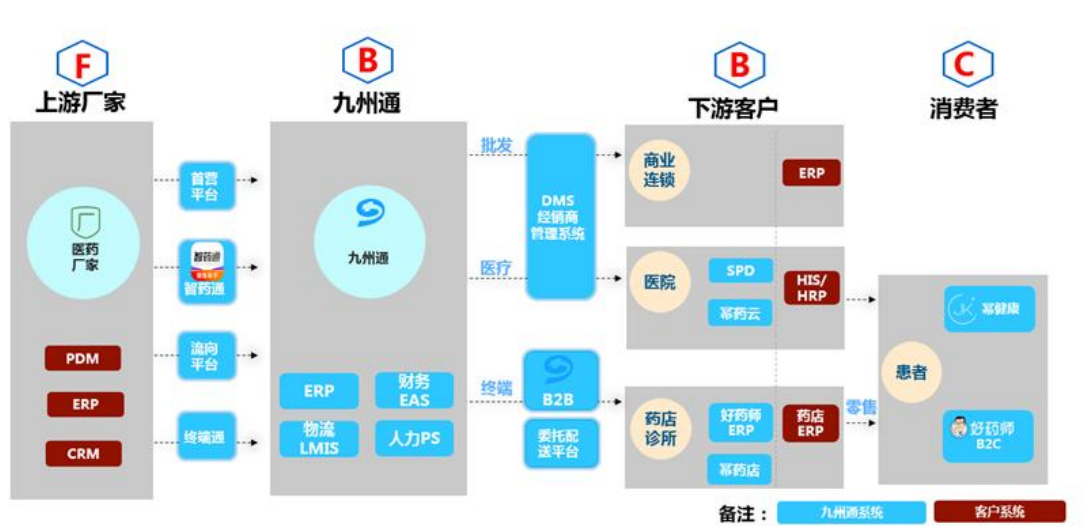 F
上游厂家
B
九州通
B
下游客户
C
消费者
医药
厂家
PDM
ERP
CRM
首营
平台
智药通
智药通
流向
平台
终端通
九州通
ERP
财务
EAS
物流
LMIS
人力PS
批发
医疗
终端
DMS
经销商
管理系统
B2B
委托配
送平台
商业
连锁
ERP
医院
SPD
幂药云
HIS/
HRP
药店
诊所
好药师
ERP
幂药店
药店
ERP
零售
患者
JK
幂健康
好药师
B2C
备注：
九州通系统
客户系统